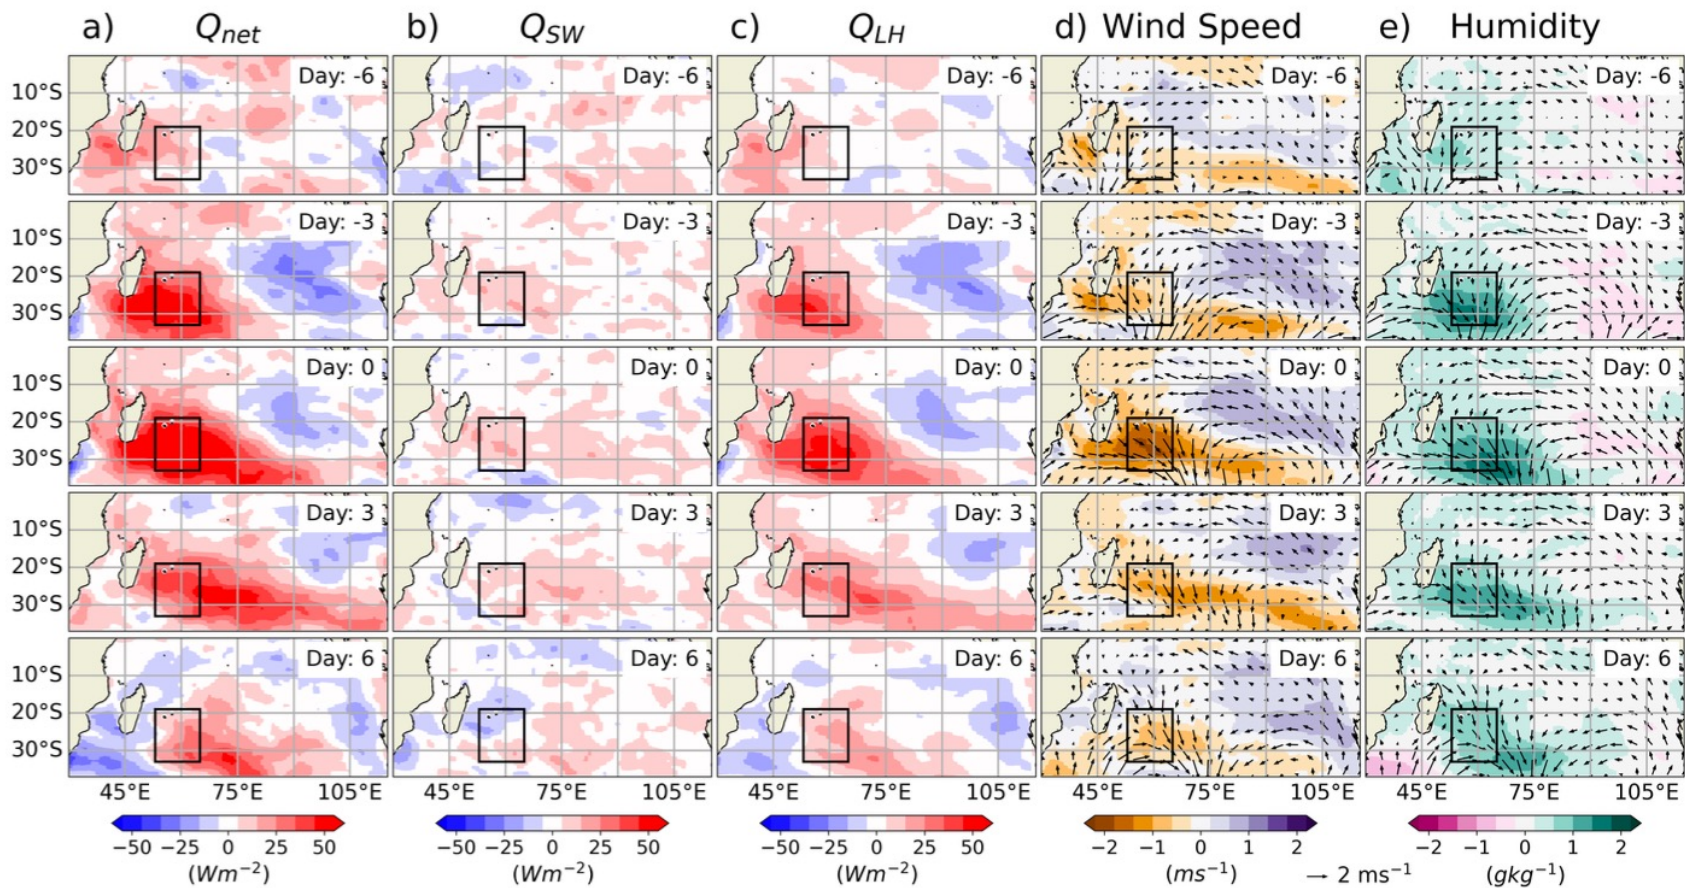 a) Qnet b) QSW c) QLH d) Wind Speed e) Humidity
Day: -6 Day: -6 Day: -6 Day: -6 Day: -6
10°S
20°S
30°S
Day: -3 Day: -3 Day: -3 Day: -3 Day: -3
10°S
20°S
30°S
Day: 0 Day: 0 Day: 0 Day: 0 Day: 0
10°S
20°S
30°S
Day: 3 Day: 3 Day: 3 Day: 3 Day: 3
10°S
20°S
30°S
Day: 6 Day: 6 Day: 6 Day: 6 Day: 6
10°S
20°S
30°S
45°E 75°E 105°E 45°E 75°E 105°E 45°E 75°E 105°E 45°E 75°E 105°E 45°E 75°E 105°E
−50 −25 0 25 50 −50 −25 0 25 50 −50 −25 0 25 50 −2 −1 0 1 2 −2 −1 0 1 2
(Wm⁻²) (Wm⁻²) (Wm⁻²) (ms⁻¹) → 2 ms⁻¹ (gkg⁻¹)